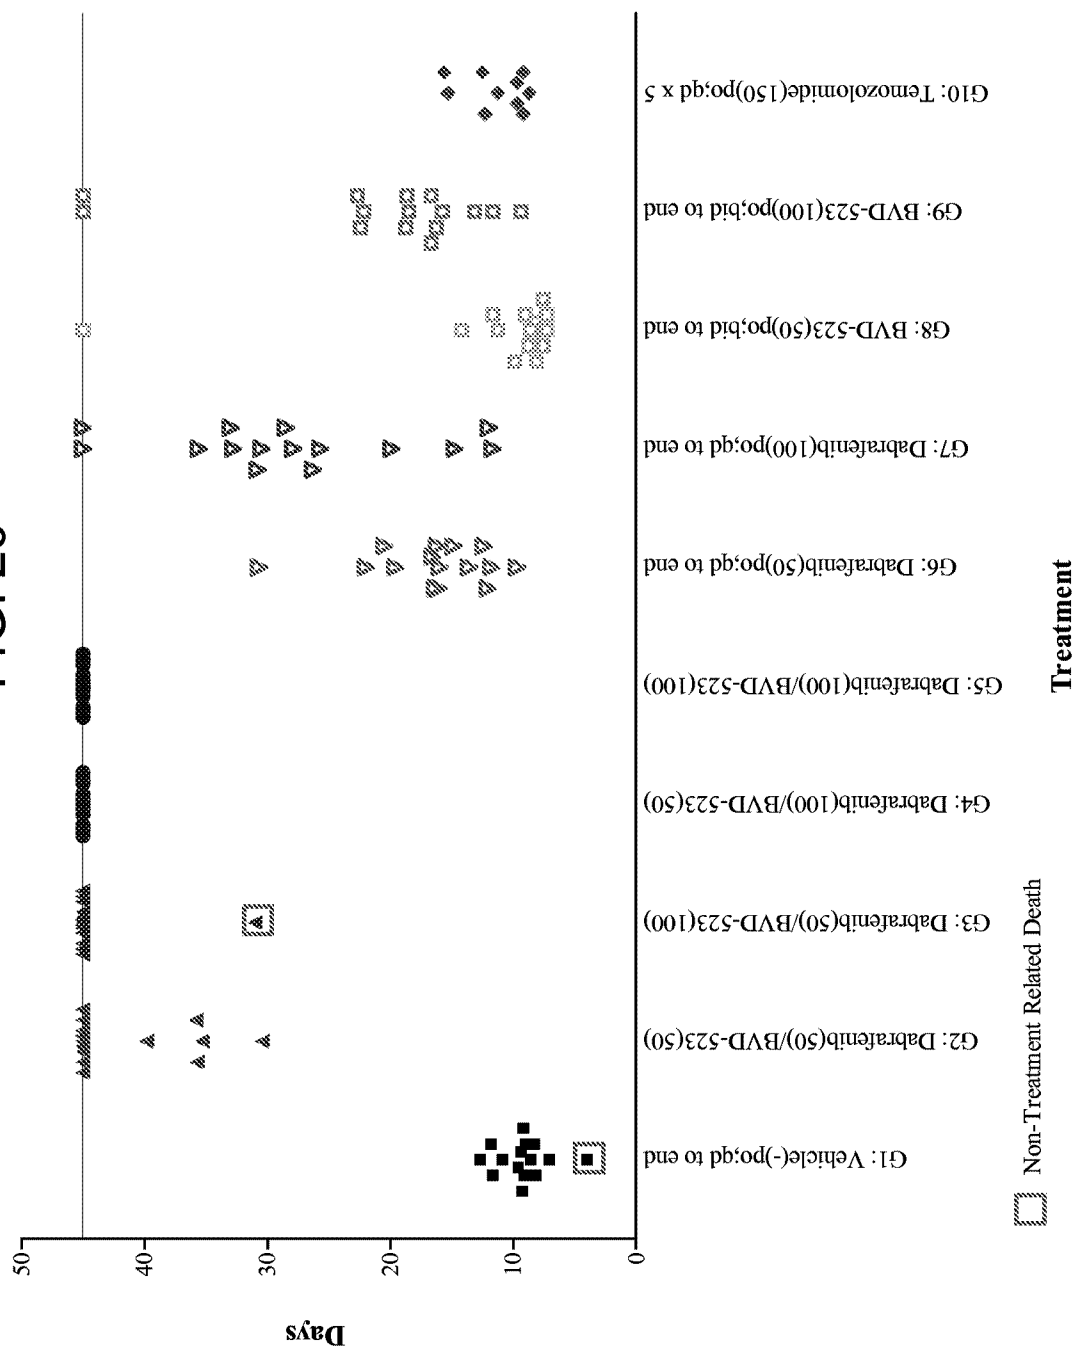 Days
50
40
30
20
10
0
G1: Vehicle(-)po;qd to end
G2: Dabrafenib(50))/BVD-523(50)
G3: Dabrafenib(50))/BVD-523(100)
G4: Dabrafenib(100))/BVD-523(50)
G5: Dabrafenib(100))/BVD-523(100)
G6: Dabrafenib(50)po;qd to end
G7: Dabrafenib(100)po;qd to end
G8: BVD-523(50)po;bid to end
G9: BVD-523(100)po;bid to end
G10: Temozolomide(150)po;qd x 5
Treatment
Non-Treatment Related Death